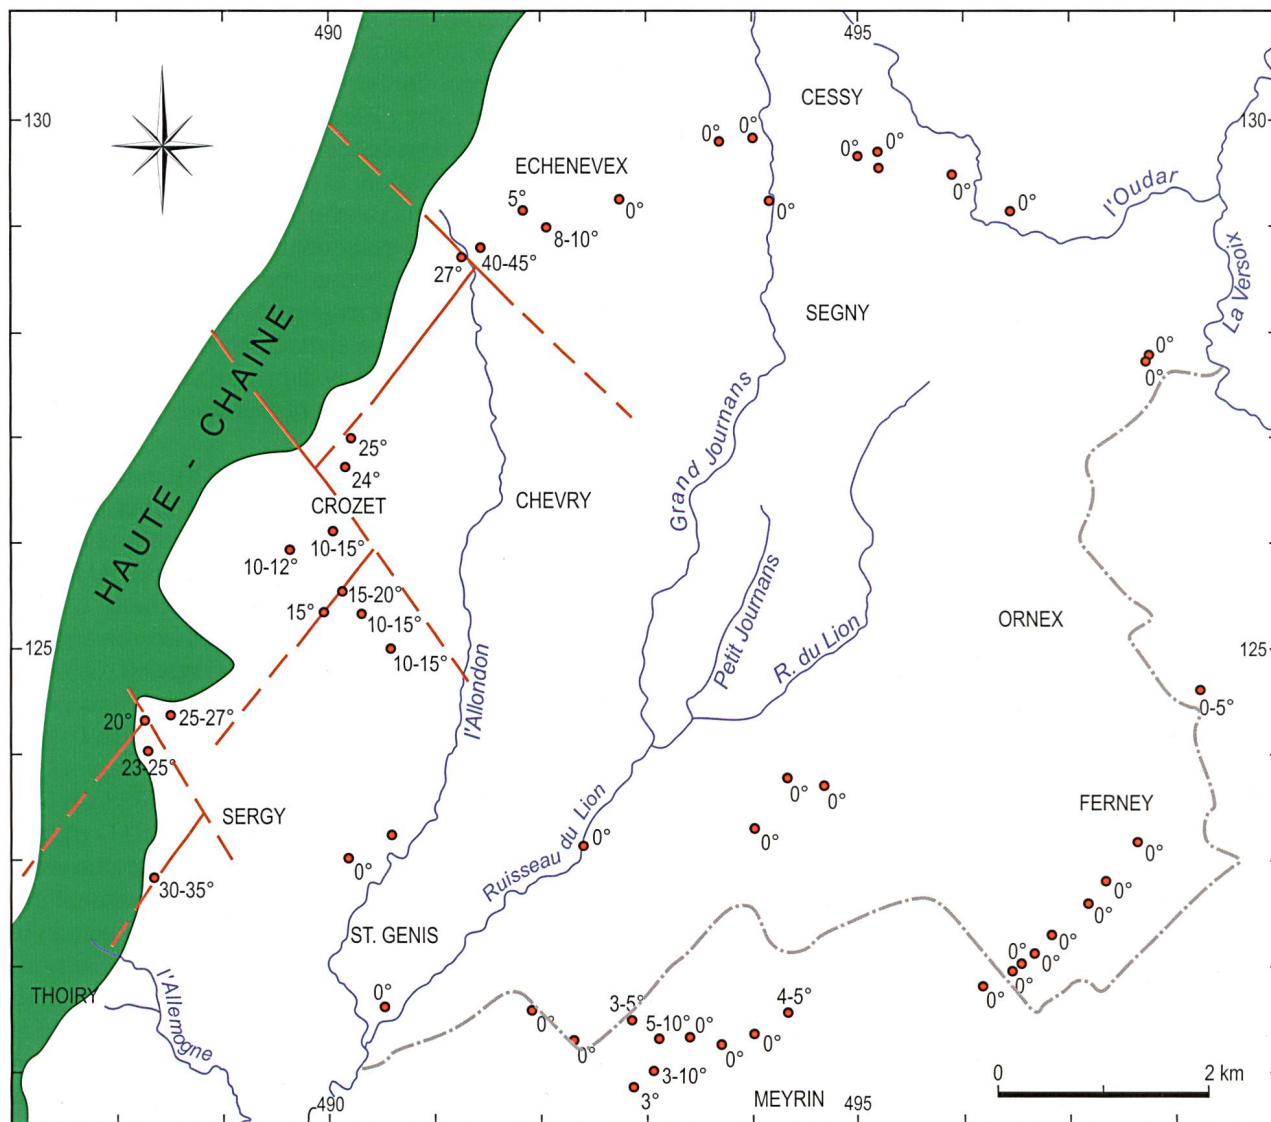 490
495
CESSY
130
130
0°
0°
0°
0°
ECHENEVEX
5°
0°
0°
0°
l'Oudar
8-10°
40-45°
27°
La Versoix
SEGNY
HAUTE - CHAINE
0°
0°
Grand Journans
25°
24°
CROZET
CHEVRY
10-15°
10-12°
15-20°
15°
10-15°
Petit Journans
R. du Lion
ORNEX
125
125
10-15°
l'Allondon
0-5°
20°
25-27°
23-25°
SERGY
0°
0°
FERNEY
0°
Ruisseau du Lion
0°
0°
0°
30-35°
0°
0°
ST. GENIS
0°
0°
0°
0°
0°
THOIRY
l'Allemogne
0°
0°
0°
3-5°
4-5°
5-10°
0°
0°
0°
3-10°
3°
0
2 km
MEYRIN
490
495